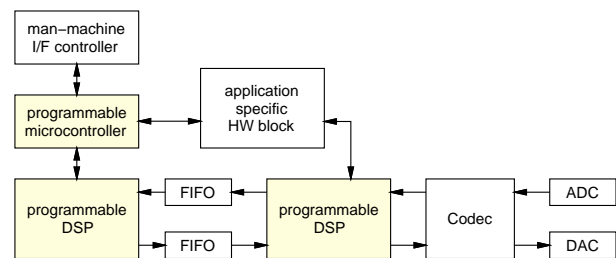 man-machine
I/F controller
programmable
microcontroller
application
specific
HW block
programmable
DSP
FIFO
FIFO
programmable
DSP
Codec
ADC
DAC